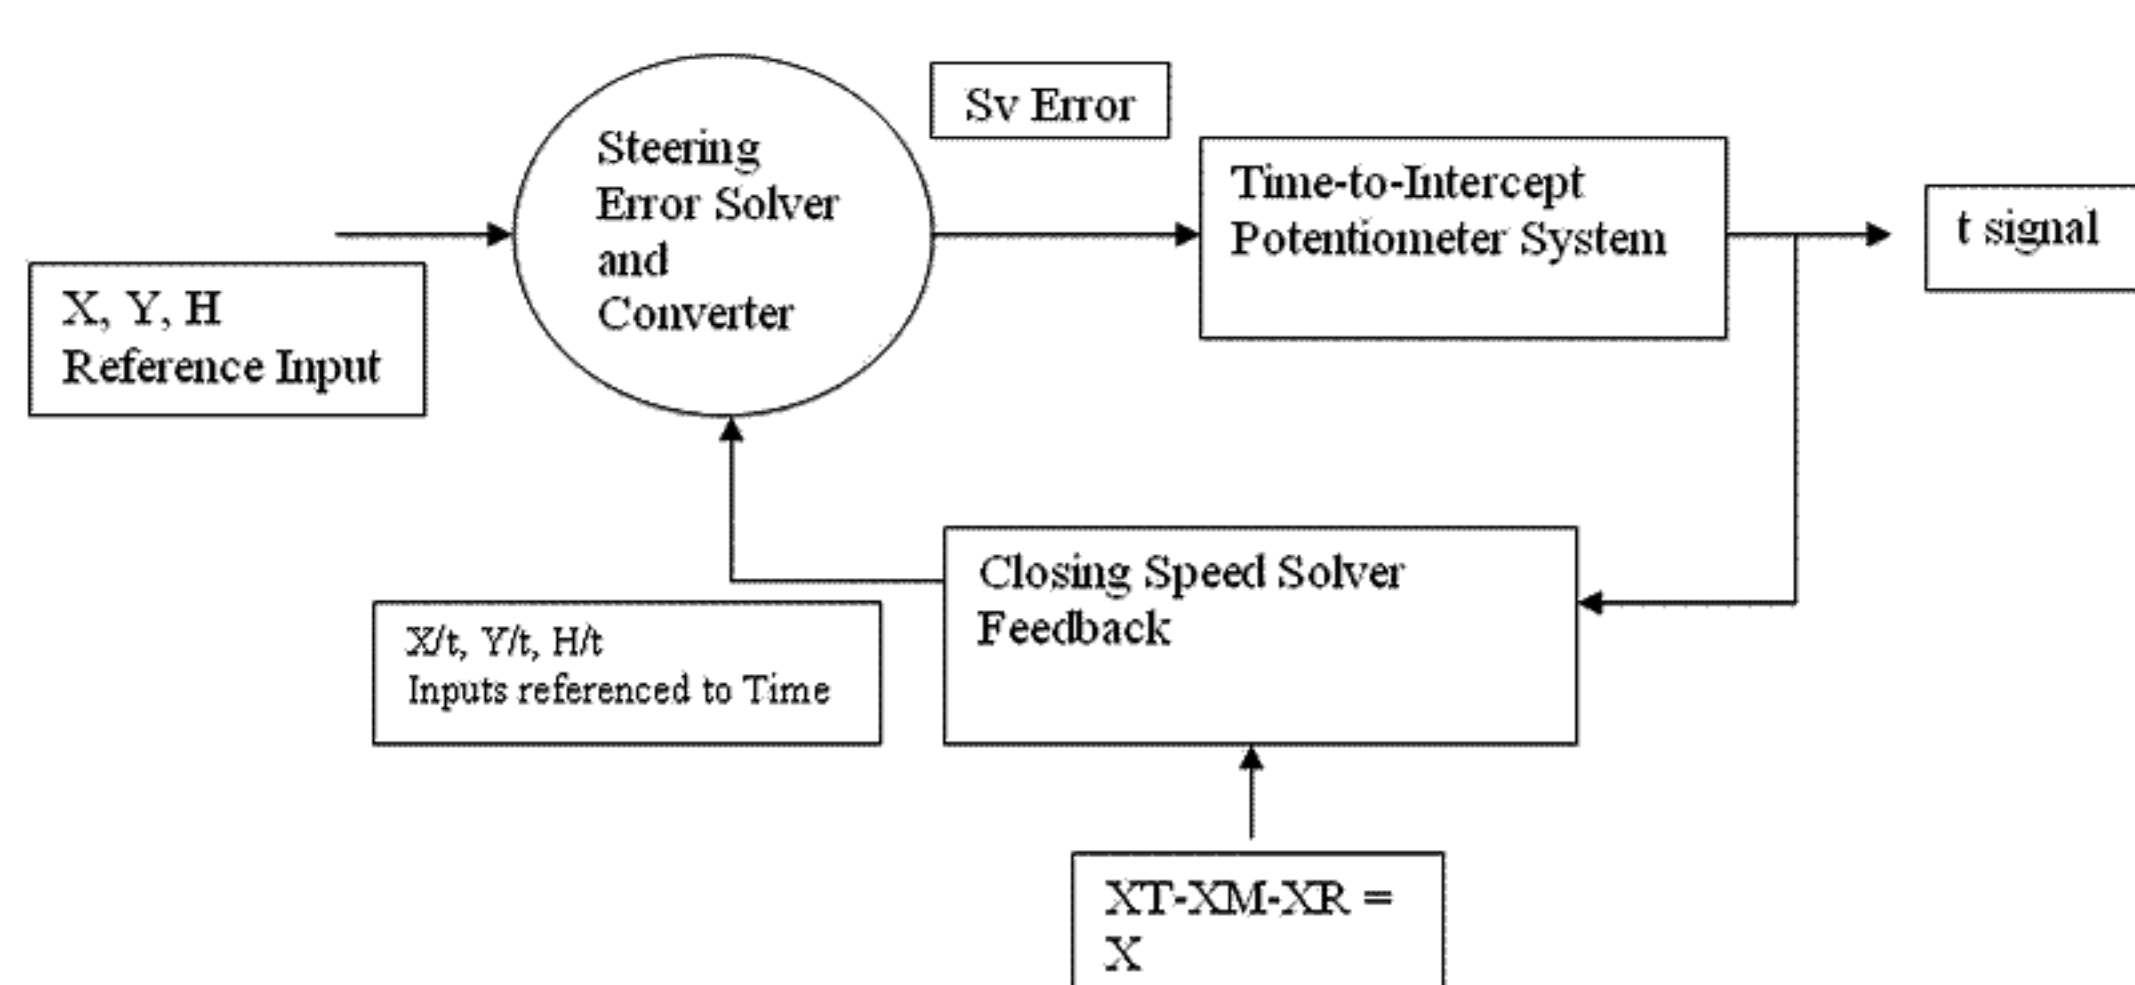 Sv Error
Steering
Error Solver
and
Converter
Time-to-Intercept
Potentiometer System
t signal
X, Y, H
Reference Input
Closing Speed Solver
Feedback
X/t, Y/t, H/t
Inputs referenced to Time
XT-XM-XR =
X